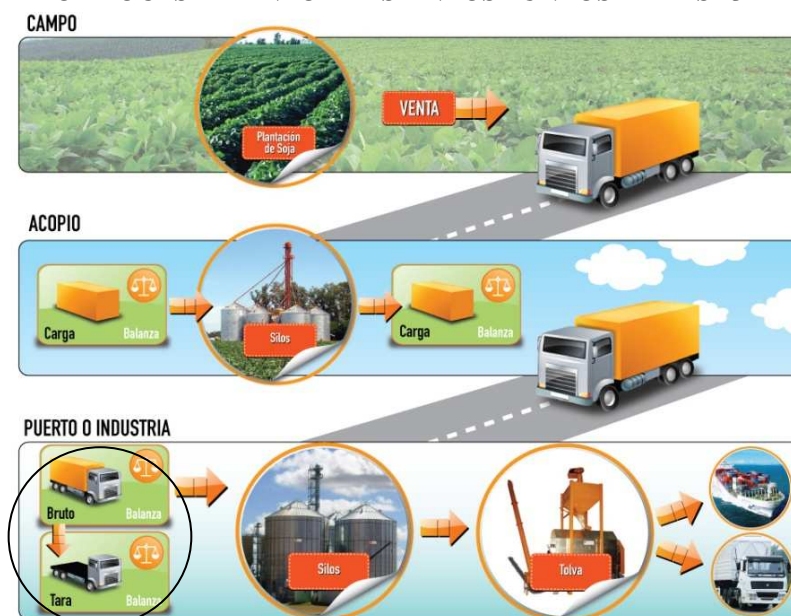 CAMPO
Plantación
de Soja
VENTA
ACOPIO
Carga
Balanza
Silos
Carga
Balanza
PUERTO O INDUSTRIA
Bruto
Balanza
Tara
Balanza
Silos
Tolva